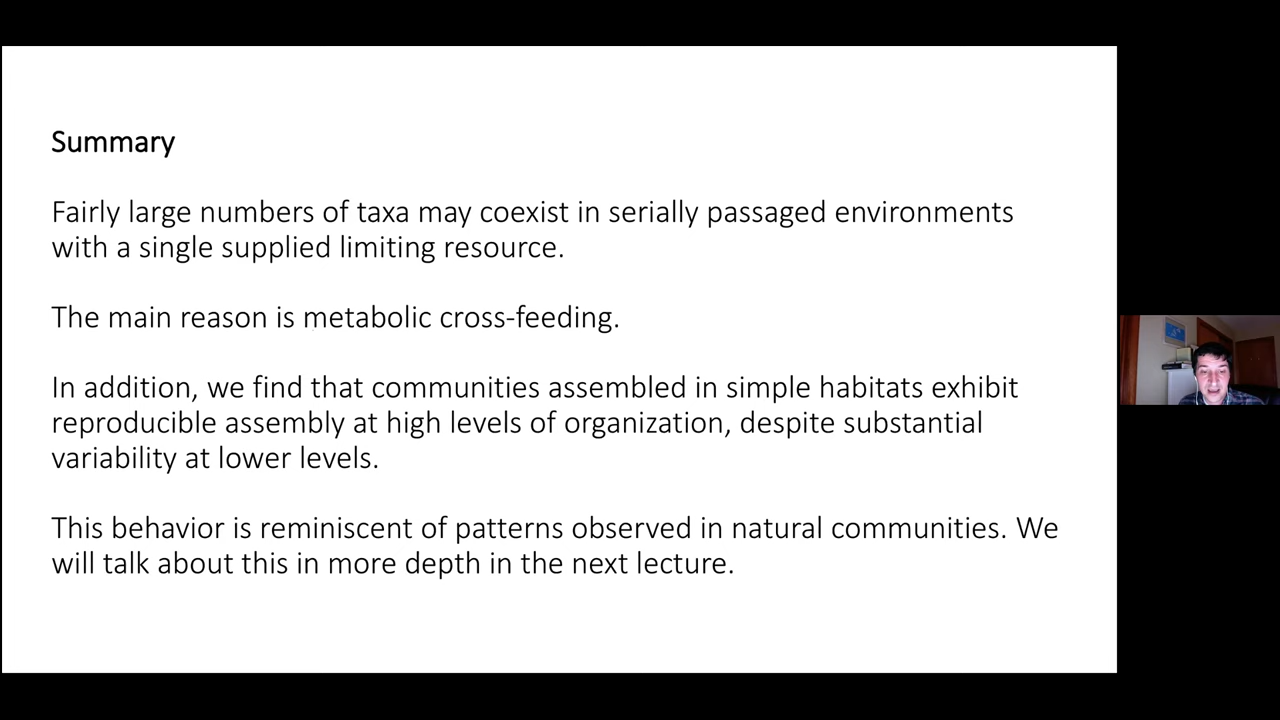 Summary
Fairly large numbers of taxa may coexist in serially passaged environments
with a single supplied limiting resource.
The main reason is metabolic cross-feeding.
In addition, we find that communities assembled in simple habitats exhibit
reproducible assembly at high levels of organization, despite substantial
variability at lower levels.
This behavior is reminiscent of patterns observed in natural communities. We
will talk about this in more depth in the next lecture.